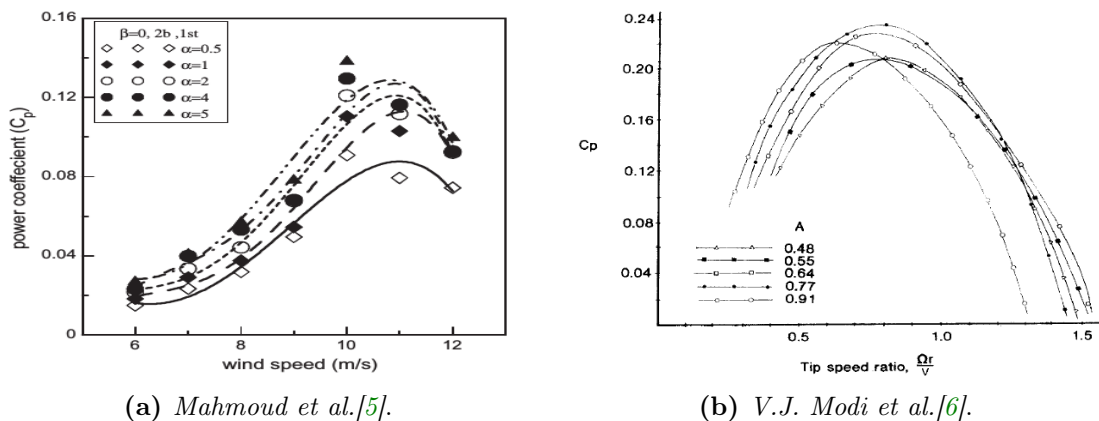 0.16
0.12
0.08
0.04
0
power coeffecient (Cp)
β=0, 2b ,1st
α=0.5
α=1
α=2
α=4
α=5
6 7 8 9 10 11 12
wind speed (m/s)
(a) Mahmoud et al.[5].
0.24
0.20
0.16
Cp
0.12
0.08
0.04
A
0.48
0.55
0.64
0.77
0.91
0.5 1.0 1.5
Tip speed ratio, Ωr/V
(b) V.J. Modi et al.[6].